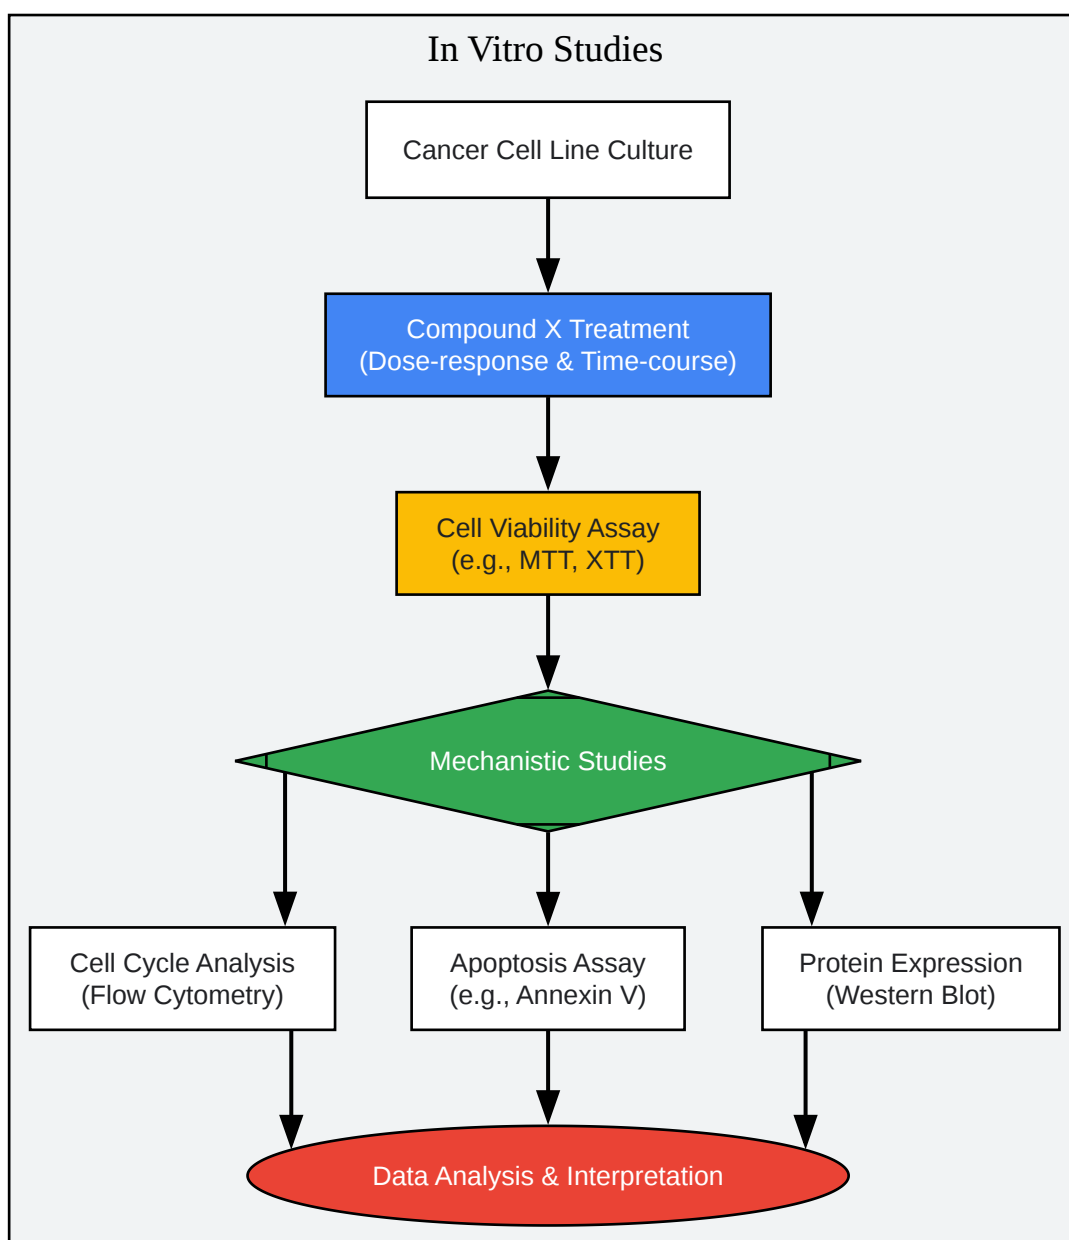 In Vitro Studies
Cancer Cell Line Culture
Compound X Treatment
(Dose-response & Time-course)
Cell Viability Assay
(e.g., MTT, XTT)
Mechanistic Studies
Cell Cycle Analysis
(Flow Cytometry)
Apoptosis Assay
(e.g., Annexin V)
Protein Expression
(Western Blot)
Data Analysis & Interpretation